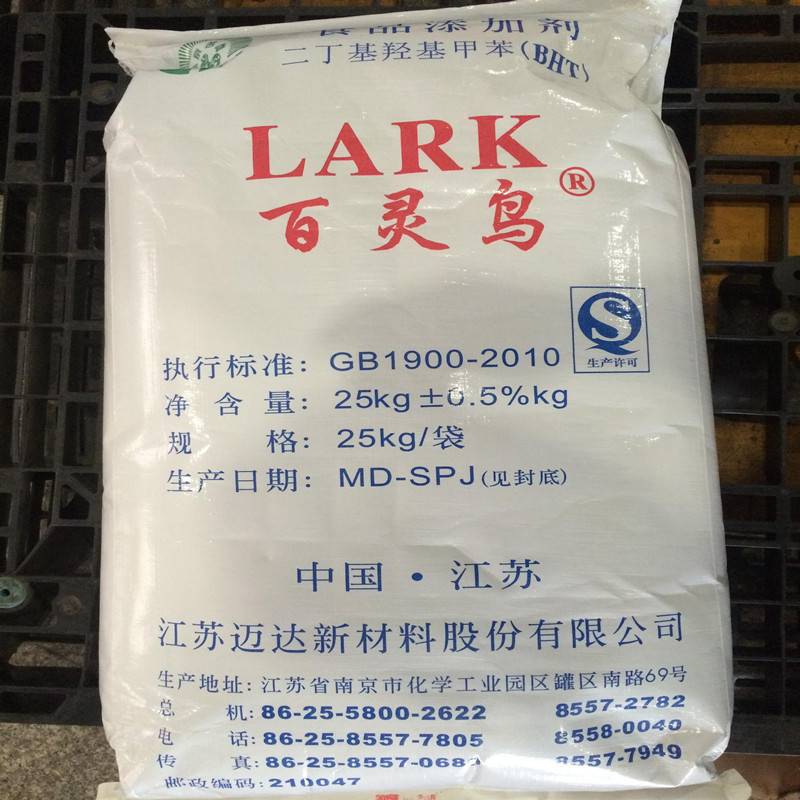 食品添加剂
二丁基羟基甲苯(BHT)
LARK
百灵鸟®
生产许可
执行标准: GB1900-2010
净含量: 25kg±0.5%kg
规格: 25kg/袋
生产日期: MD-SPJ(见封底)
中国·江苏
江苏迈达新材料股份有限公司
生产地址: 江苏省南京市化学工业园区罐区南路69号
总机: 86-25-5800-2622 8557-2782
电话: 86-25-8557-7805 8558-0040
传真: 86-25-8557-0682 8557-7949
邮政编码: 210047